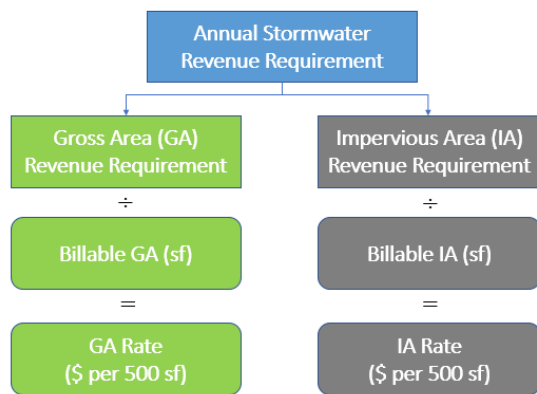 Annual Stormwater
Revenue Requirement
Gross Area (GA)
Revenue Requirement
Impervious Area (IA)
Revenue Requirement
÷
÷
Billable GA (sf)
Billable IA (sf)
=
=
GA Rate
($ per 500 sf)
IA Rate
($ per 500 sf)